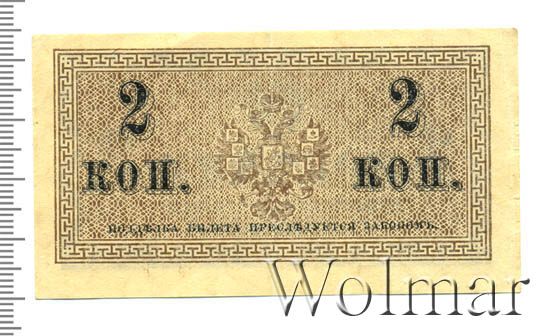 2 2
КОП. КОП.
ПОДДѢЛКА БИЛЕТА ПРЕСЛѢДУЕТСЯ ЗАКОНОМЪ.
Wolmar